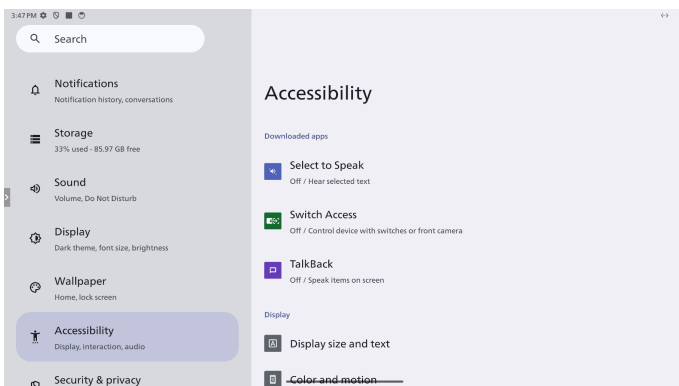 3:47 PM
Search
Notifications
Notification history, conversations
Storage
33% used - 85.97 GB free
Sound
Volume, Do Not Disturb
Display
Dark theme, font size, brightness
Wallpaper
Home, lock screen
Accessibility
Display, interaction, audio
Security & privacy
Accessibility
Downloaded apps
Select to Speak
Off / Hear selected text
Switch Access
Off / Control device with switches or front camera
TalkBack
Off / Speak items on screen
Display
Display size and text
Color and motion